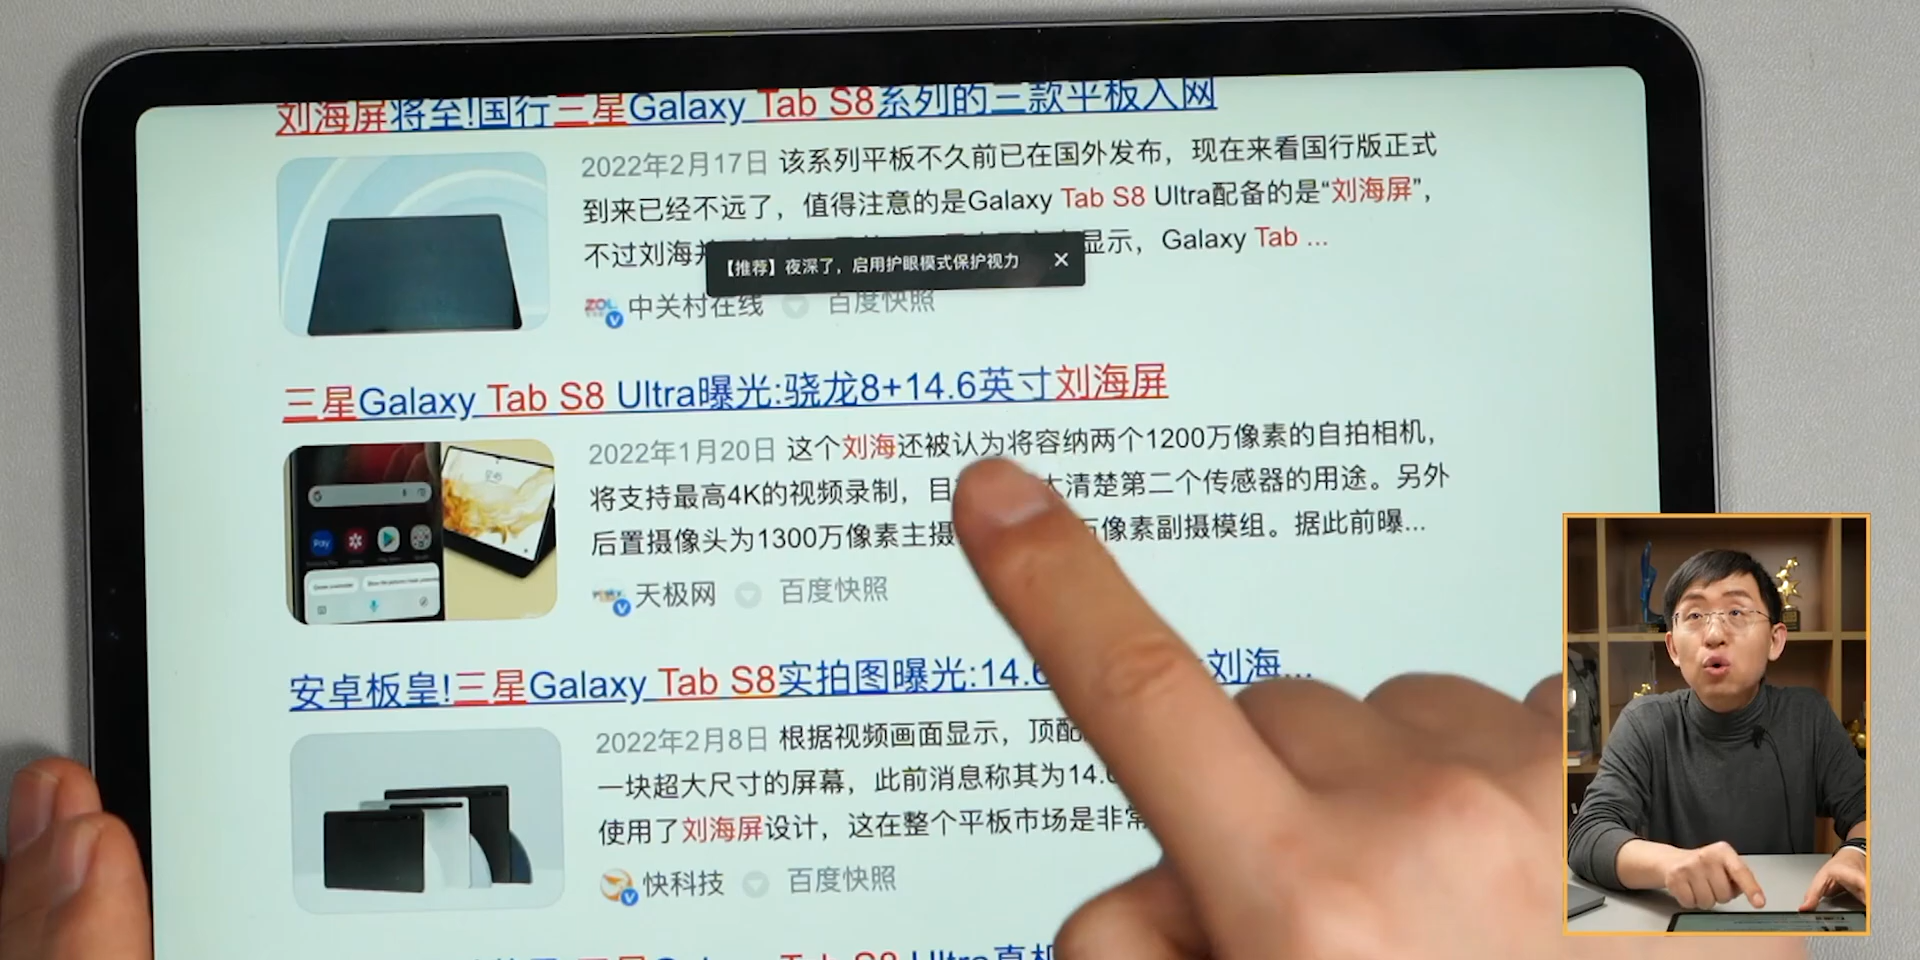 刘海屏将至!国行三星Galaxy Tab S8系列的三款平板入网
2022年2月17日 该系列平板不久前已在国外发布，现在来看国行版正式
到来已经不远了，值得注意的是Galaxy Tab S8 Ultra配备的是“刘海屏”，
不过刘海 显示，Galaxy Tab ...
【推荐】夜深了，启用护眼模式保护视力 ×
ZOL 中关村在线 百度快照
三星Galaxy Tab S8 Ultra曝光:骁龙8+14.6英寸刘海屏
2022年1月20日 这个刘海还被认为将容纳两个1200万像素的自拍相机，
将支持最高4K的视频录制，目 清楚第二个传感器的用途。另外
后置摄像头为1300万像素主摄 万像素副摄模组。据此前曝...
Pay
天极网 百度快照
安卓板皇!三星Galaxy Tab S8实拍图曝光:14.6 刘海...
2022年2月8日 根据视频画面显示，顶配
一块超大尺寸的屏幕，此前消息称其为14.
使用了刘海屏设计，这在整个平板市场是非常
快科技 百度快照